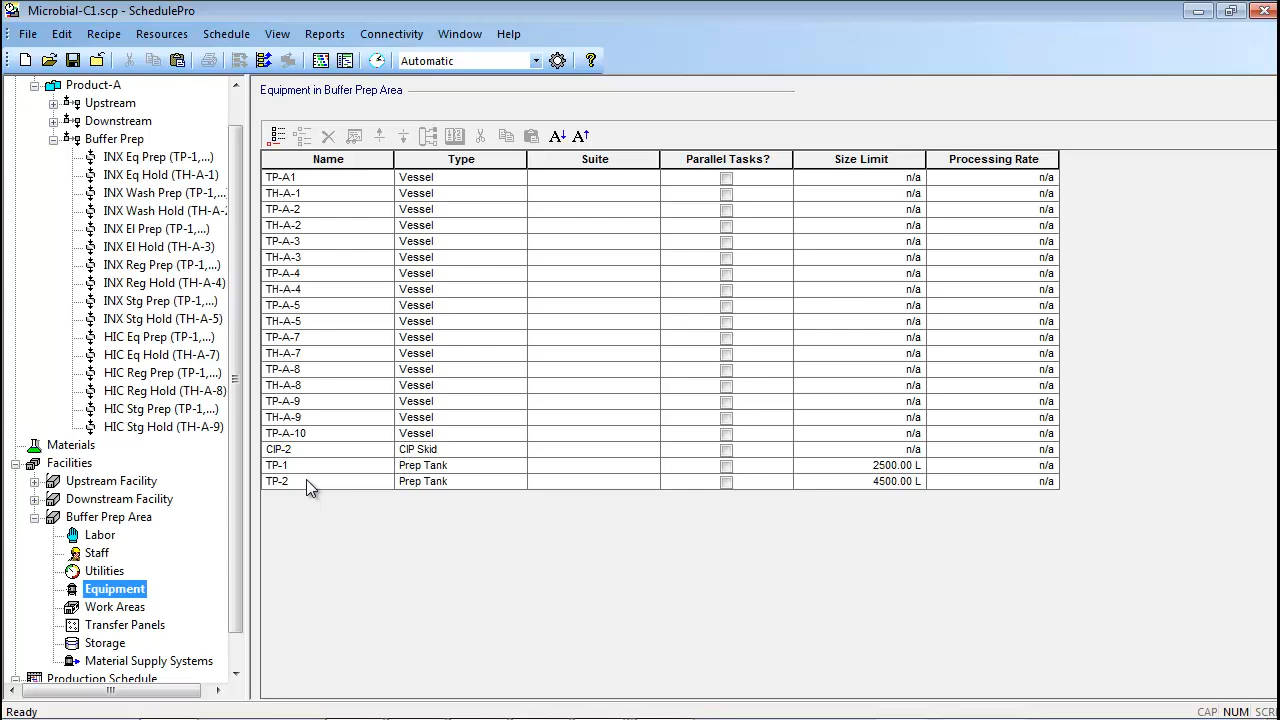 Microbial-C1.scp - SchedulePro
File Edit Recipe Resources Schedule View Reports Connectivity Window Help
Automatic
Product-A
Upstream
Downstream
Buffer Prep
INX Eq Prep (TP-1,...)
INX Eq Hold (TH-A-1)
INX Wash Prep (TP-1,...
INX Wash Hold (TH-A-2
INX El Prep (TP-1,...)
INX El Hold (TH-A-3)
INX Reg Prep (TP-1,...)
INX Reg Hold (TH-A-4)
INX Stg Prep (TP-1,...)
INX Stg Hold (TH-A-5)
HIC Eq Prep (TP-1,...)
HIC Eq Hold (TH-A-7)
HIC Reg Prep (TP-1,...)
HIC Reg Hold (TH-A-8)
HIC Stg Prep (TP-1,...)
HIC Stg Hold (TH-A-9)
Materials
Facilities
Upstream Facility
Downstream Facility
Buffer Prep Area
Labor
Staff
Utilities
Equipment
Work Areas
Transfer Panels
Storage
Material Supply Systems
Production Schedule
Equipment in Buffer Prep Area
Name Type Suite Parallel Tasks? Size Limit Processing Rate
TP-A1 Vessel n/a n/a
TH-A-1 Vessel n/a n/a
TP-A-2 Vessel n/a n/a
TH-A-2 Vessel n/a n/a
TP-A-3 Vessel n/a n/a
TH-A-3 Vessel n/a n/a
TP-A-4 Vessel n/a n/a
TH-A-4 Vessel n/a n/a
TP-A-5 Vessel n/a n/a
TH-A-5 Vessel n/a n/a
TP-A-7 Vessel n/a n/a
TH-A-7 Vessel n/a n/a
TP-A-8 Vessel n/a n/a
TH-A-8 Vessel n/a n/a
TP-A-9 Vessel n/a n/a
TH-A-9 Vessel n/a n/a
TP-A-10 Vessel n/a n/a
CIP-2 CIP Skid n/a n/a
TP-1 Prep Tank 2500.00 L n/a
TP-2 Prep Tank 4500.00 L n/a
Ready CAP NUM SCRL